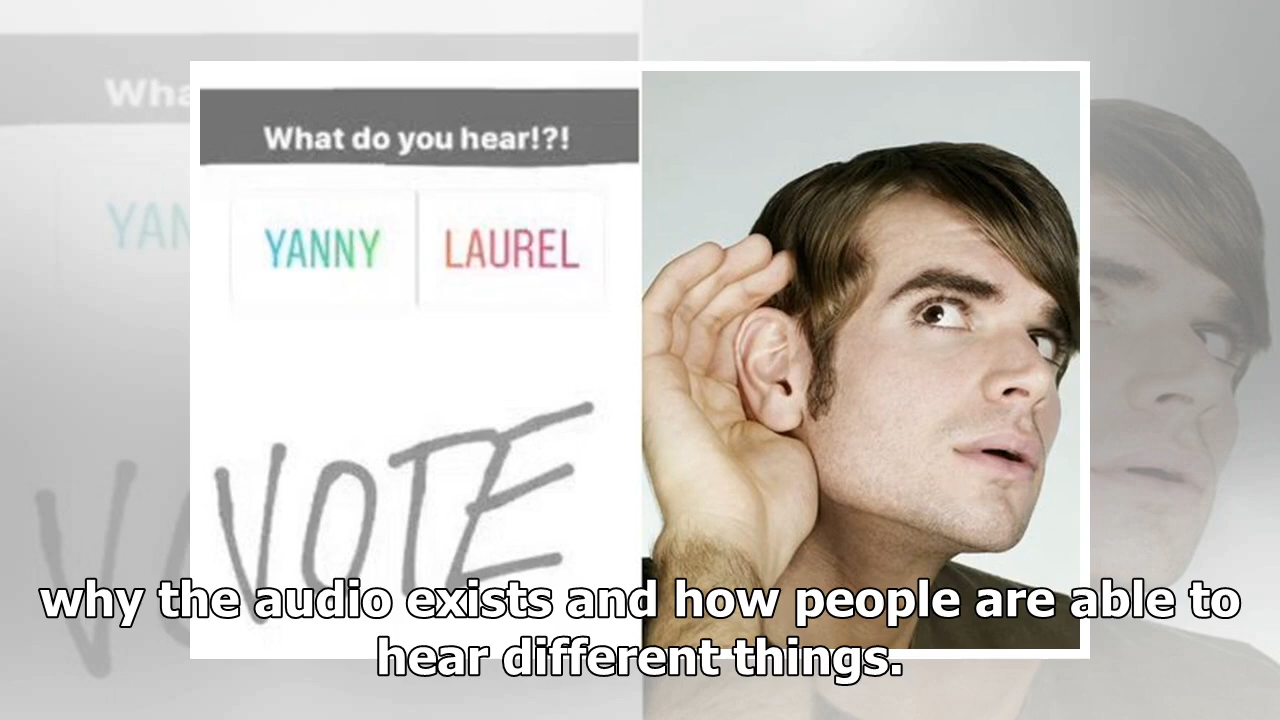 What do you hear!?!
YANNY LAUREL
VOTE
why the audio exists and how people are able to
hear different things.